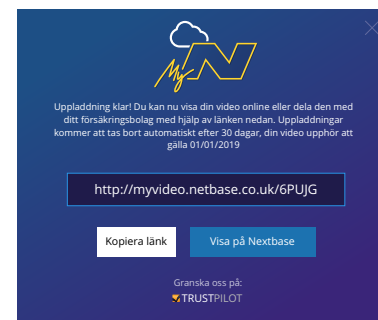 My N
Uppladdning klar! Du kan nu visa din video online eller dela den med
ditt försäkringsbolag med hjälp av länken nedan. Uppladdningar
kommer att tas bort automatiskt efter 30 dagar, din video upphör att
gälla 01/01/2019
http://myvideo.netbase.co.uk/6PUJG
Kopiera länk
Visa på Nextbase
Granska oss på:
TRUSTPILOT